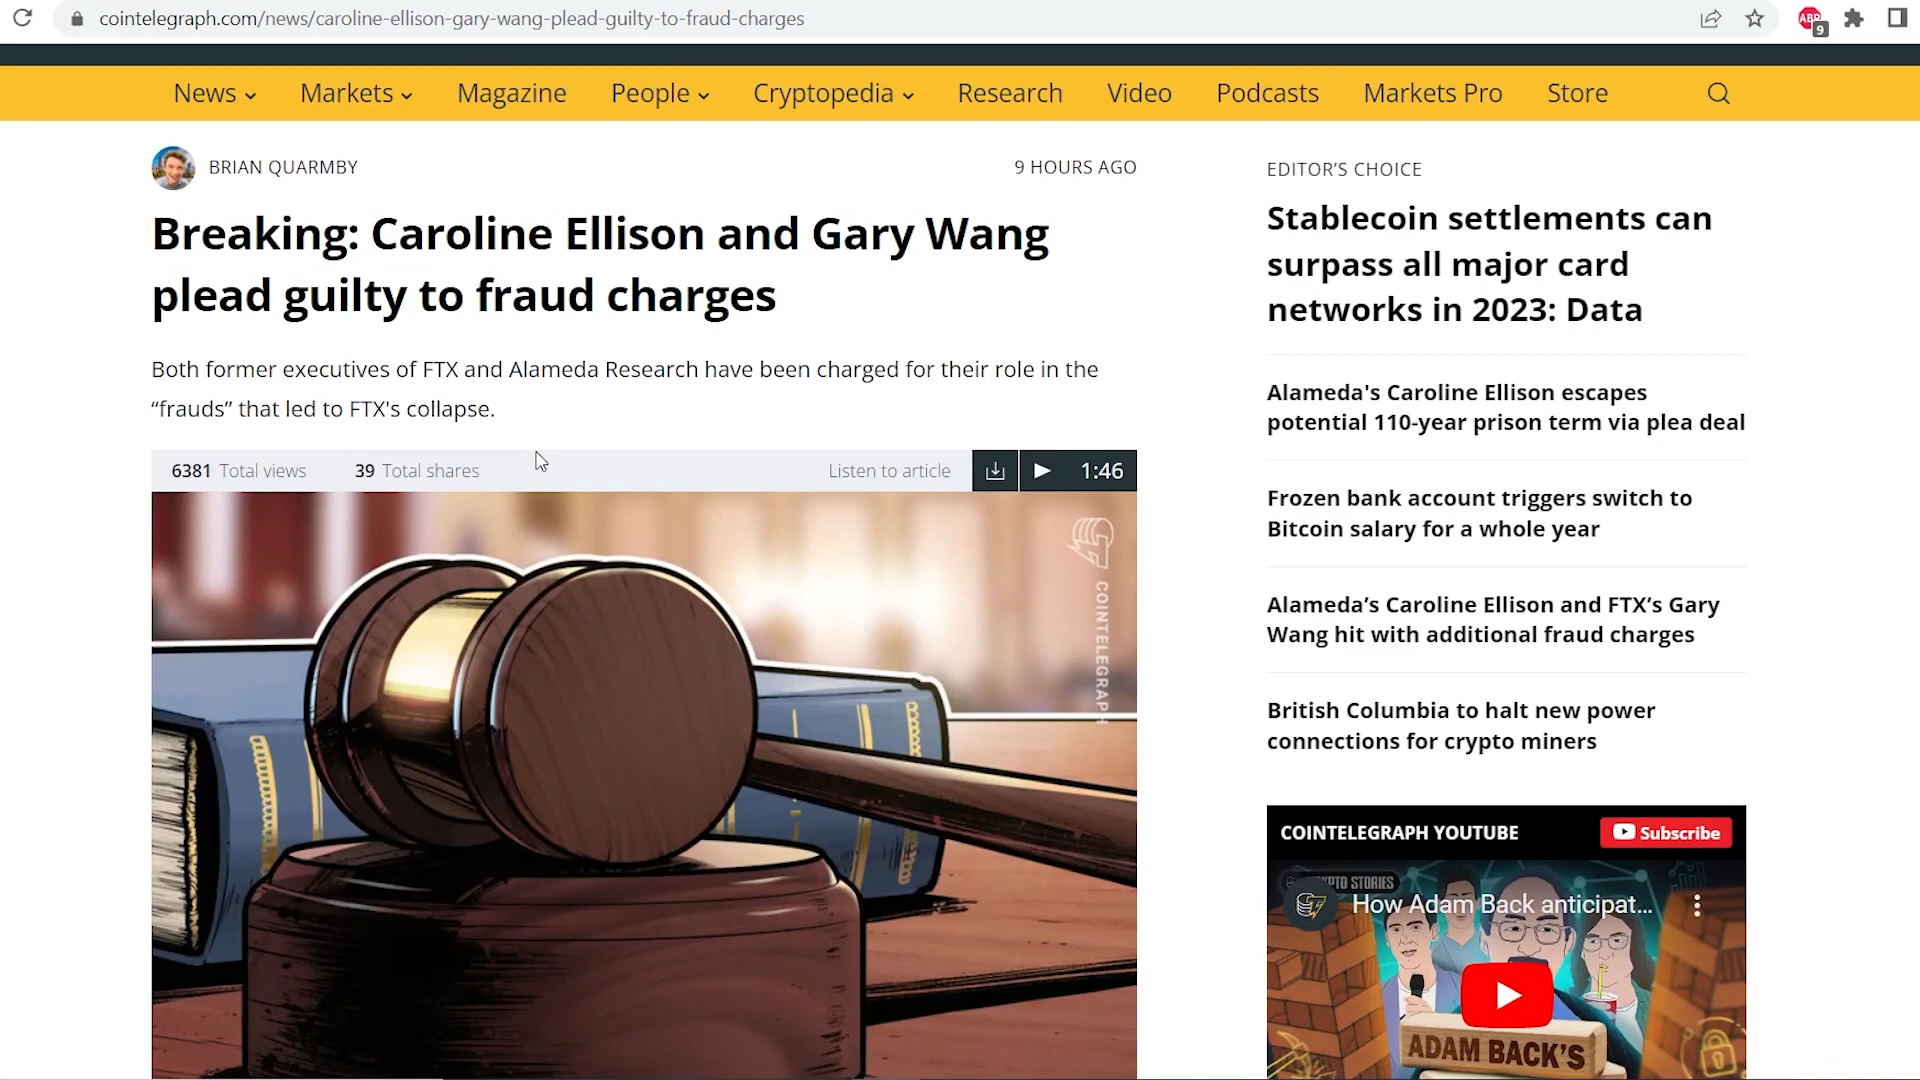 cointelegraph.com/news/caroline-ellison-gary-wang-plead-guilty-to-fraud-charges
ABP
9
News Markets Magazine People Cryptopedia Research Video Podcasts Markets Pro Store
BRIAN QUARMBY
9 HOURS AGO
Breaking: Caroline Ellison and Gary Wang
plead guilty to fraud charges
Both former executives of FTX and Alameda Research have been charged for their role in the
“frauds” that led to FTX's collapse.
6381 Total views 39 Total shares Listen to article 1:46
COINTELEGRAPH
EDITOR’S CHOICE
Stablecoin settlements can
surpass all major card
networks in 2023: Data
Alameda's Caroline Ellison escapes
potential 110-year prison term via plea deal
Frozen bank account triggers switch to
Bitcoin salary for a whole year
Alameda’s Caroline Ellison and FTX’s Gary
Wang hit with additional fraud charges
British Columbia to halt new power
connections for crypto miners
COINTELEGRAPH YOUTUBE
Subscribe
STORIES
How Adam Back anticipat...
ADAM BACK'S